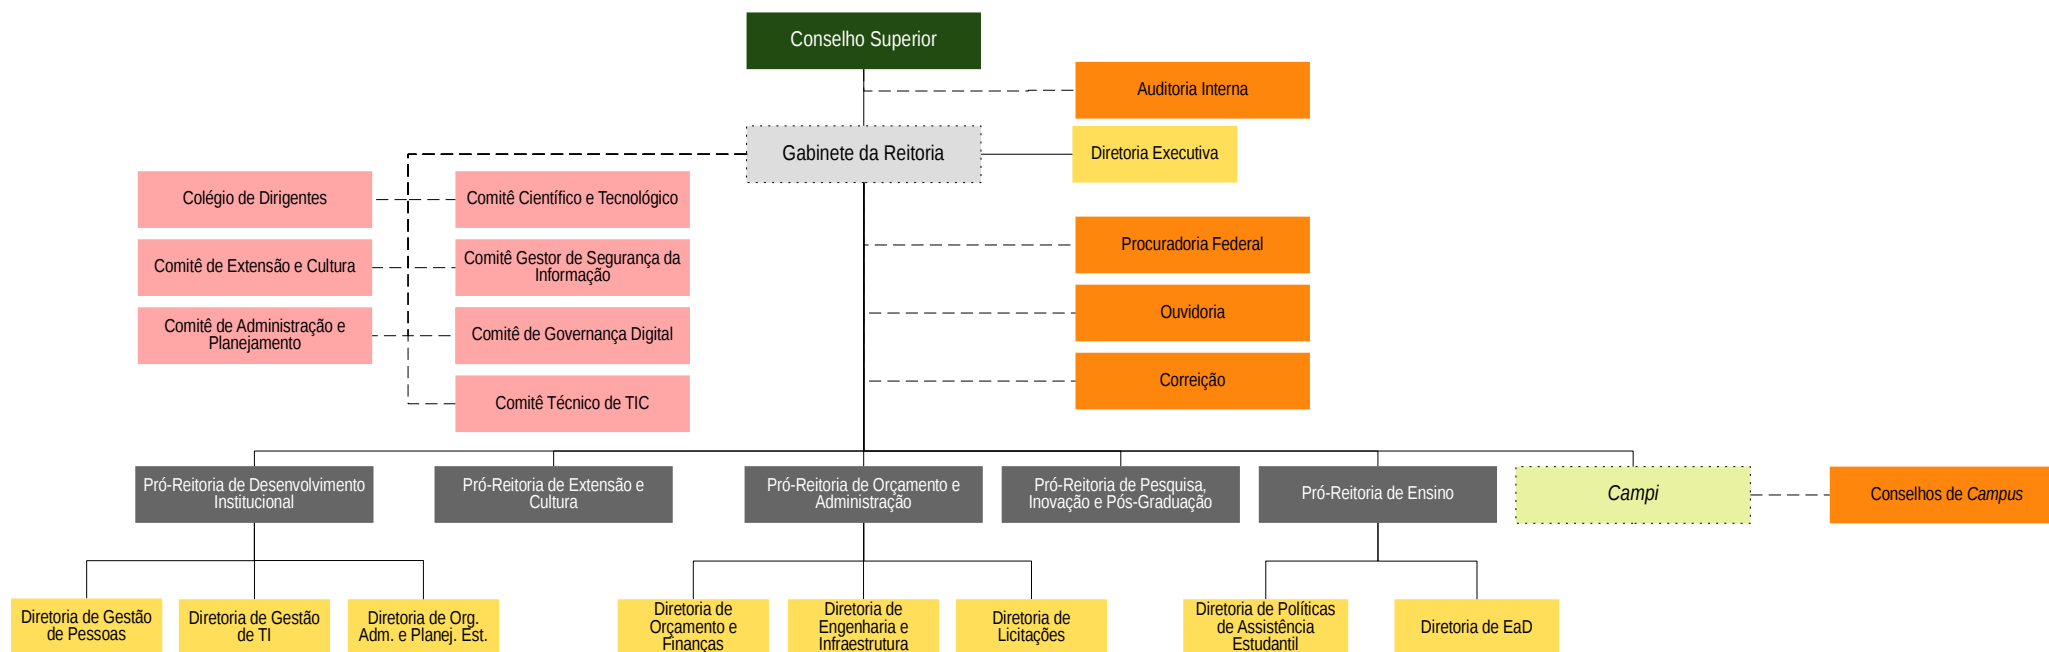 Conselho Superior
Auditoria Interna
Gabinete da Reitoria
Diretoria Executiva
Colégio de Dirigentes
Comitê Científico e Tecnológico
Procuradoria Federal
Comitê de Extensão e Cultura
Comitê Gestor de Segurança da
Informação
Ouvidoria
Comitê de Administração e
Planejamento
Comitê de Governança Digital
Correição
Comitê Técnico de TIC
Pró-Reitoria de Desenvolvimento
Institucional
Pró-Reitoria de Extensão e
Cultura
Pró-Reitoria de Orçamento e
Administração
Pró-Reitoria de Pesquisa,
Inovação e Pós-Graduação
Pró-Reitoria de Ensino
Campi
Conselhos de Campus
Diretoria de Gestão
de Pessoas
Diretoria de Gestão
de TI
Diretoria de Org.
Adm. e Planej. Est.
Diretoria de
Orçamento e
Finanças
Diretoria de
Engenharia e
Infraestrutura
Diretoria de
Licitações
Diretoria de Políticas
de Assistência
Estudantil
Diretoria de EaD